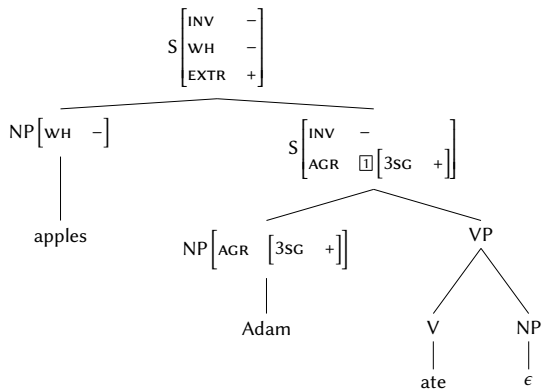 S[INV –
WH –
EXTR +]
NP[WH –]
S[INV –
AGR 1[3SG +]]
apples
NP[AGR [3SG +]]
VP
Adam
V NP
ate ϵ